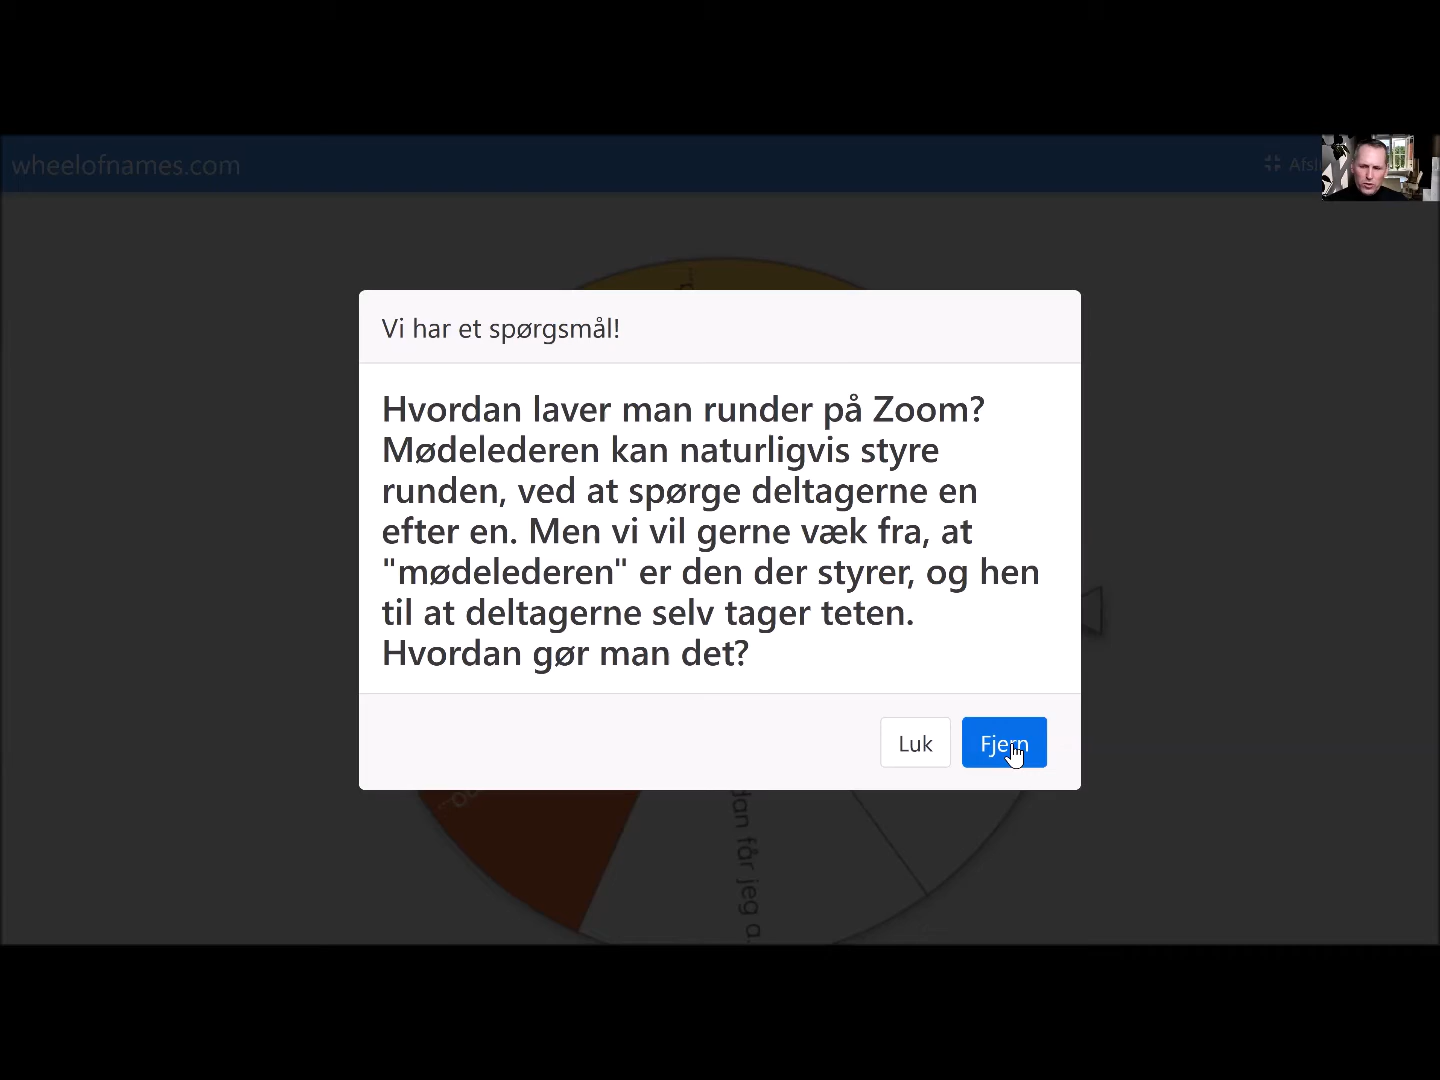 wheelofnames.com
Vi har et spørgsmål!
Hvordan laver man runder på Zoom?
Mødelederen kan naturligvis styre
runden, ved at spørge deltagerne en
efter en. Men vi vil gerne væk fra, at
"mødelederen" er den der styrer, og hen
til at deltagerne selv tager teten.
Hvordan gør man det?
Luk
Fjern
får jeg